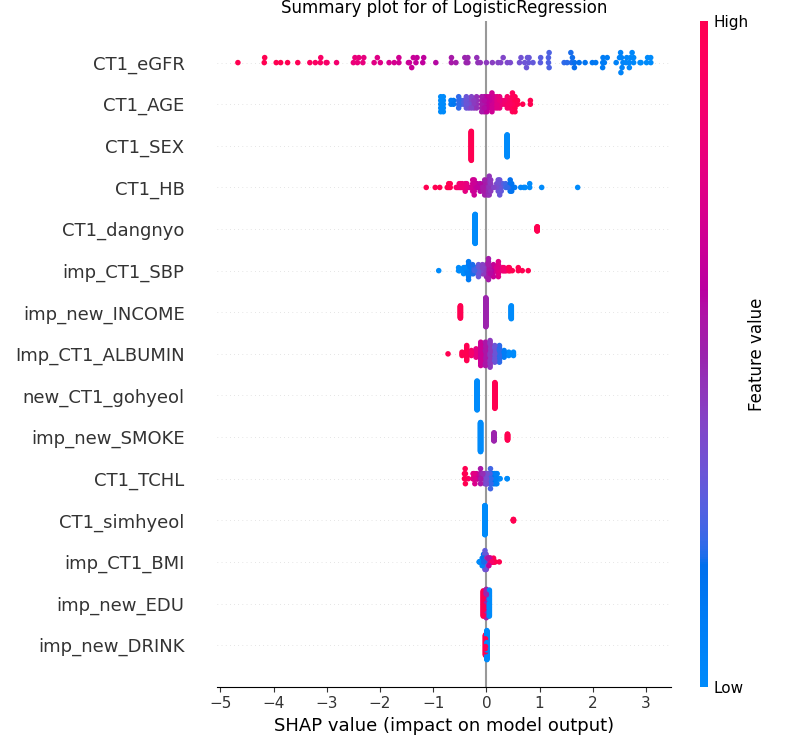 Summary plot for of LogisticRegression
High
CT1_eGFR
CT1_AGE
CT1_SEX
CT1_HB
CT1_dangnyo
imp_CT1_SBP
imp_new_INCOME
Imp_CT1_ALBUMIN
new_CT1_gohyeol
imp_new_SMOKE
CT1_TCHL
CT1_simhyeol
imp_CT1_BMI
imp_new_EDU
imp_new_DRINK
Feature value
Low
−5 −4 −3 −2 −1 0 1 2 3
SHAP value (impact on model output)